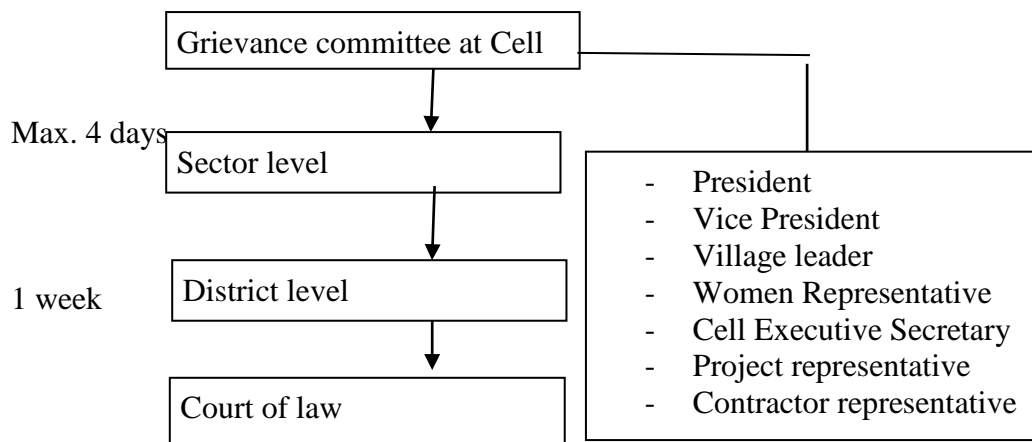 Grievance committee at Cell
Max. 4 days
Sector level
1 week
District level
Court of law
- President
- Vice President
- Village leader
- Women Representative
- Cell Executive Secretary
- Project representative
- Contractor representative